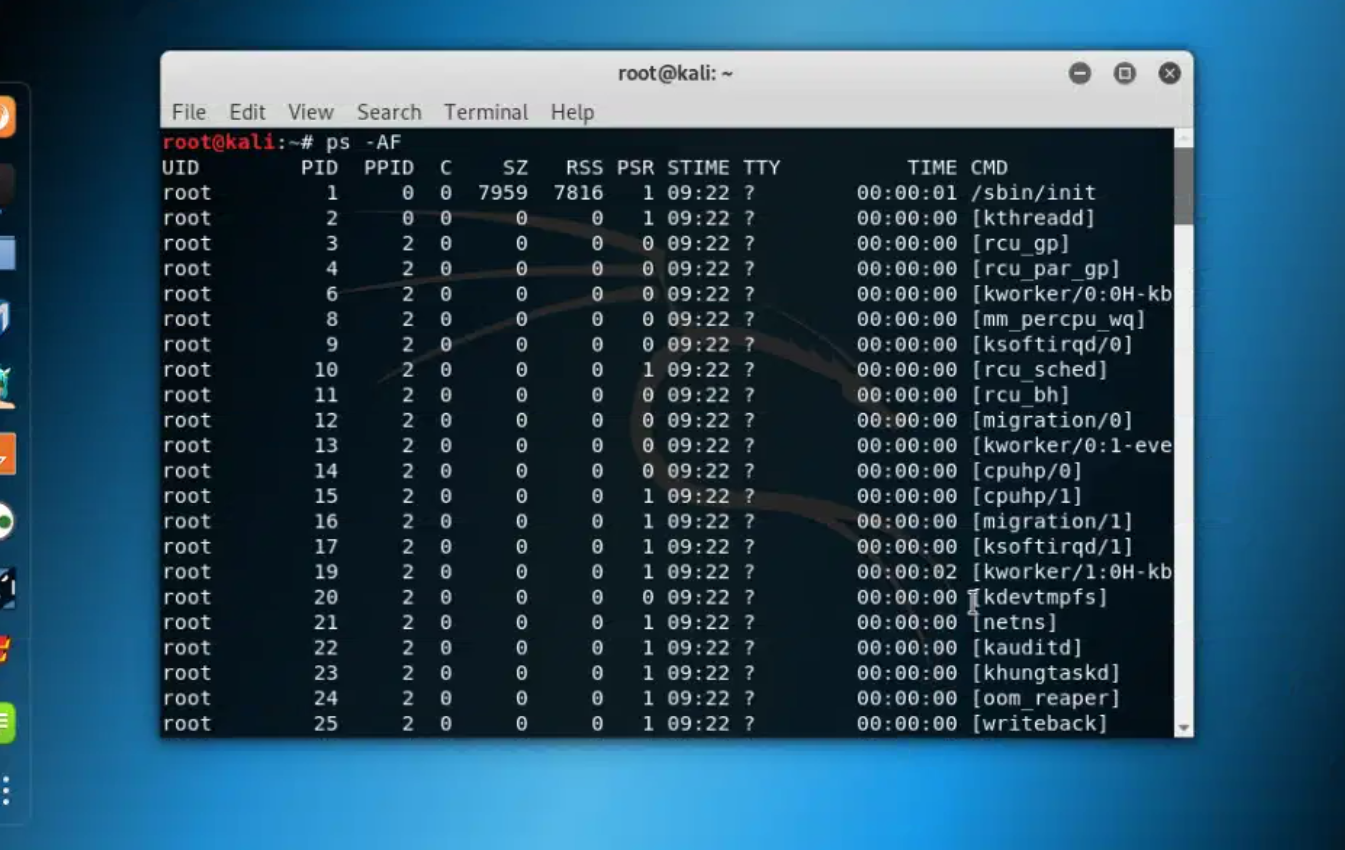 root@kali: ~
File Edit View Search Terminal Help
root@kali:~# ps -AF
UID PID PPID C SZ RSS PSR STIME TTY TIME CMD
root 1 0 0 7959 7816 1 09:22 ? 00:00:01 /sbin/init
root 2 0 0 0 0 1 09:22 ? 00:00:00 [kthreadd]
root 3 2 0 0 0 0 09:22 ? 00:00:00 [rcu_gp]
root 4 2 0 0 0 0 09:22 ? 00:00:00 [rcu_par_gp]
root 6 2 0 0 0 0 09:22 ? 00:00:00 [kworker/0:0H-kb
root 8 2 0 0 0 0 09:22 ? 00:00:00 [mm_percpu_wq]
root 9 2 0 0 0 0 09:22 ? 00:00:00 [ksoftirqd/0]
root 10 2 0 0 0 1 09:22 ? 00:00:00 [rcu_sched]
root 11 2 0 0 0 0 09:22 ? 00:00:00 [rcu_bh]
root 12 2 0 0 0 0 09:22 ? 00:00:00 [migration/0]
root 13 2 0 0 0 0 09:22 ? 00:00:00 [kworker/0:1-eve
root 14 2 0 0 0 0 09:22 ? 00:00:00 [cpuhp/0]
root 15 2 0 0 0 1 09:22 ? 00:00:00 [cpuhp/1]
root 16 2 0 0 0 1 09:22 ? 00:00:00 [migration/1]
root 17 2 0 0 0 1 09:22 ? 00:00:00 [ksoftirqd/1]
root 19 2 0 0 0 1 09:22 ? 00:00:02 [kworker/1:0H-kb
root 20 2 0 0 0 0 09:22 ? 00:00:00 [kdevtmpfs]
root 21 2 0 0 0 1 09:22 ? 00:00:00 [netns]
root 22 2 0 0 0 1 09:22 ? 00:00:00 [kauditd]
root 23 2 0 0 0 1 09:22 ? 00:00:00 [khungtaskd]
root 24 2 0 0 0 1 09:22 ? 00:00:00 [oom_reaper]
root 25 2 0 0 0 1 09:22 ? 00:00:00 [writeback]